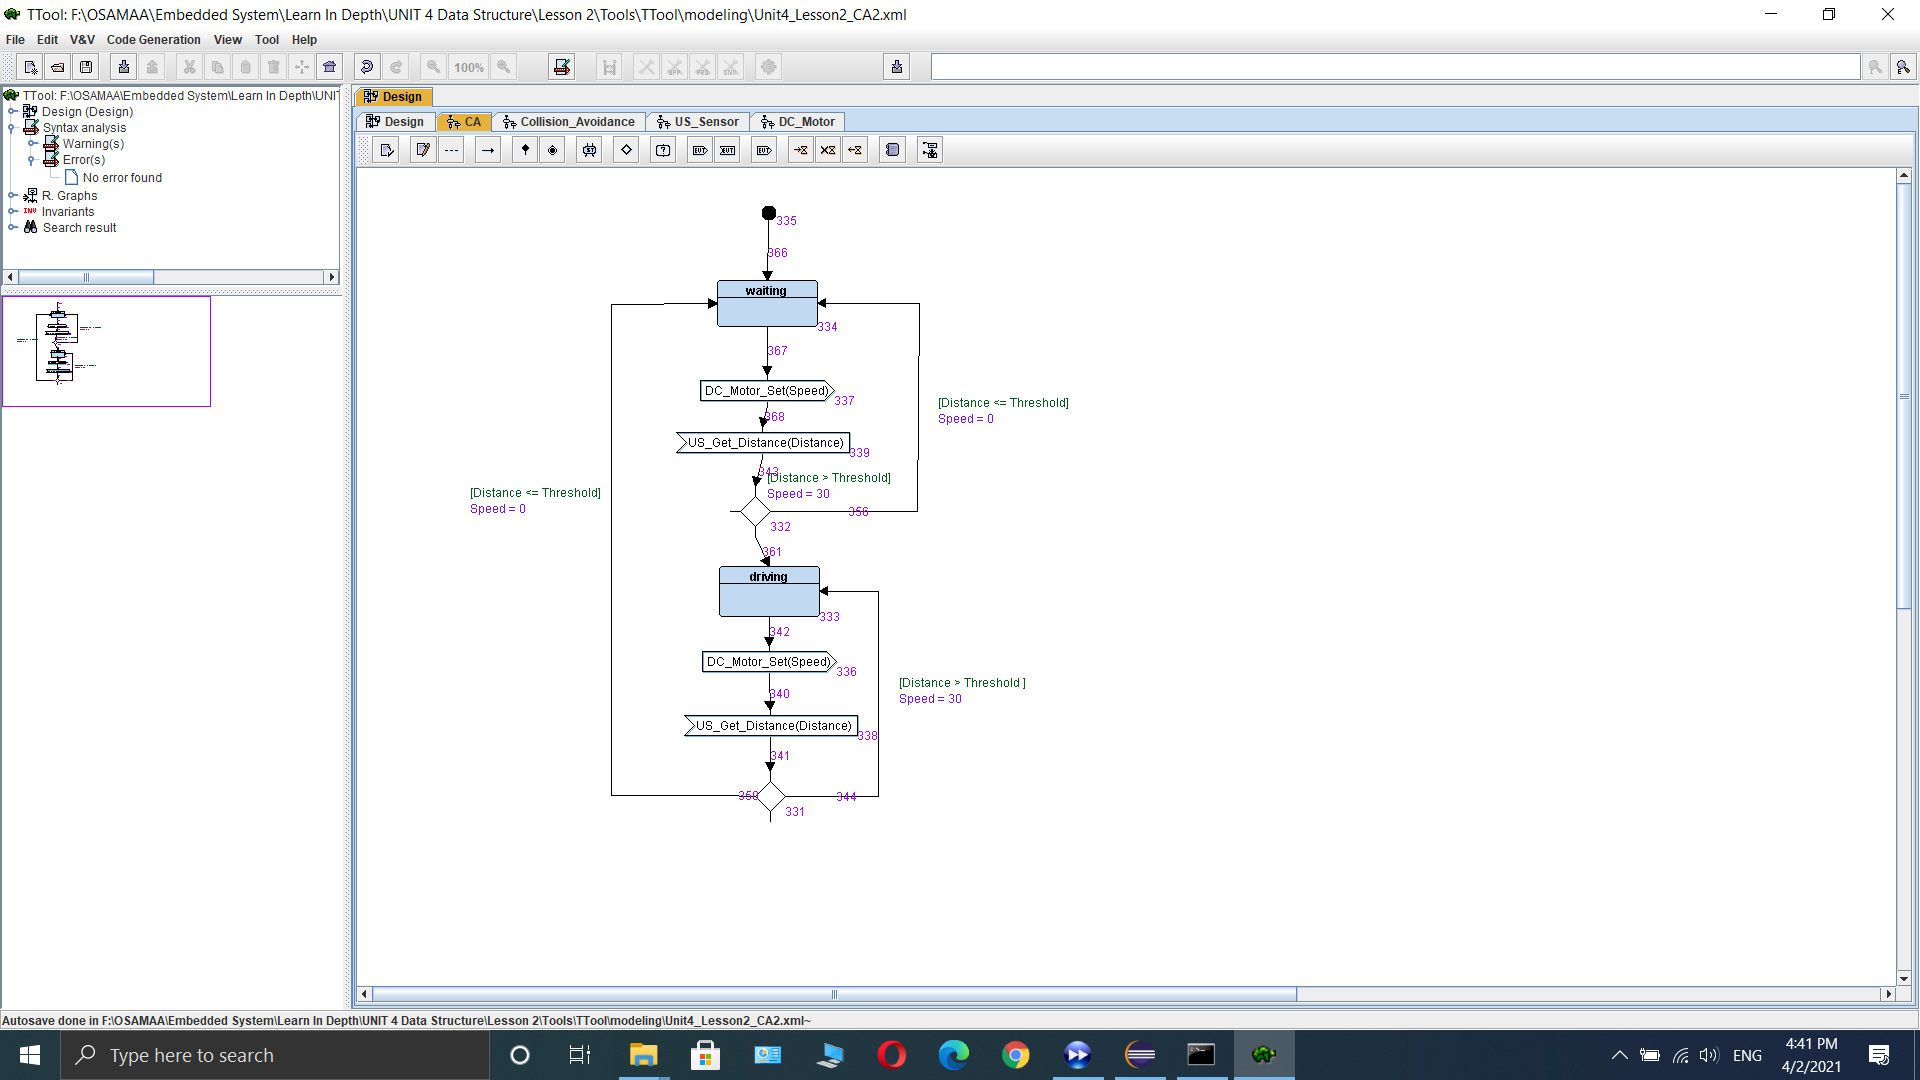 TTool: F:\OSAMAA\Embedded System\Learn In Depth\UNIT 4 Data Structure\Lesson 2\Tools\TTool\modeling\Unit4_Lesson2_CA2.xml
File Edit V&V Code Generation View Tool Help
100%
TTool: F:\OSAMAA\Embedded System\Learn In Depth\UNIT
Design (Design)
Syntax analysis
Warning(s)
Error(s)
No error found
R. Graphs
Invariants
Search result
Design
Design CA Collision_Avoidance US_Sensor DC_Motor
335
366
waiting
334
367
DC_Motor_Set(Speed)
337
368
US_Get_Distance(Distance)
339
343
[Distance > Threshold]
Speed = 30
[Distance <= Threshold]
Speed = 0
[Distance <= Threshold]
Speed = 0
356
332
361
driving
333
342
DC_Motor_Set(Speed)
336
340
US_Get_Distance(Distance)
338
341
[Distance > Threshold ]
Speed = 30
344
331
Autosave done in F:\OSAMAA\Embedded System\Learn In Depth\UNIT 4 Data Structure\Lesson 2\Tools\TTool\modeling\Unit4_Lesson2_CA2.xml~
Type here to search
ENG
4:41 PM
4/2/2021